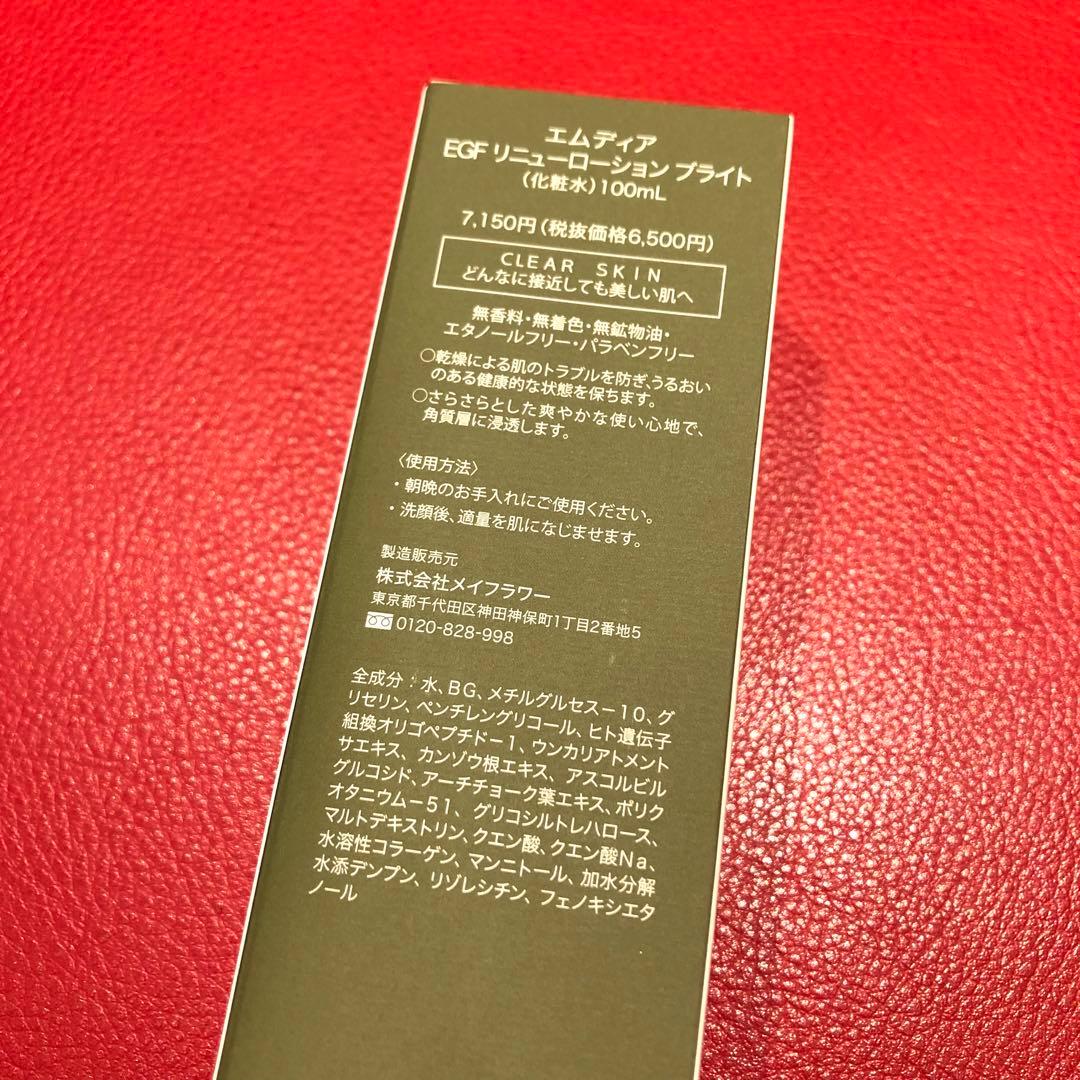 エムディア
EGF リニューローション ブライト
(化粧水)100mL
7,150円(税抜価格6,500円)
CLEAR SKIN
どんなに接近しても美しい肌へ
無香料・無着色・無鉱物油・
エタノールフリー・パラベンフリー
○乾燥による肌のトラブルを防ぎ、うるおい
のある健康的な状態を保ちます。
○さらさらとした爽やかな使い心地で、
角質層に浸透します。
〈使用方法〉
・朝晩のお手入れにご使用ください。
・洗顔後、適量を肌になじませます。
製造販売元
株式会社メイフラワー
東京都千代田区神田神保町1丁目2番地5
0120-828-998
全成分：水、BG、メチルグルセス－10、グ
リセリン、ペンチレングリコール、ヒト遺伝子
組換オリゴペプチド－1、ウンカリアトメント
サエキス、カンゾウ根エキス、アスコルビル
グルコシド、アーチチョーク葉エキス、ポリク
オタニウム－51、グリコシルトレハロース、
マルトデキストリン、クエン酸、クエン酸Na、
水溶性コラーゲン、マンニトール、加水分解
水添デンプン、リゾレシチン、フェノキシエタ
ノール